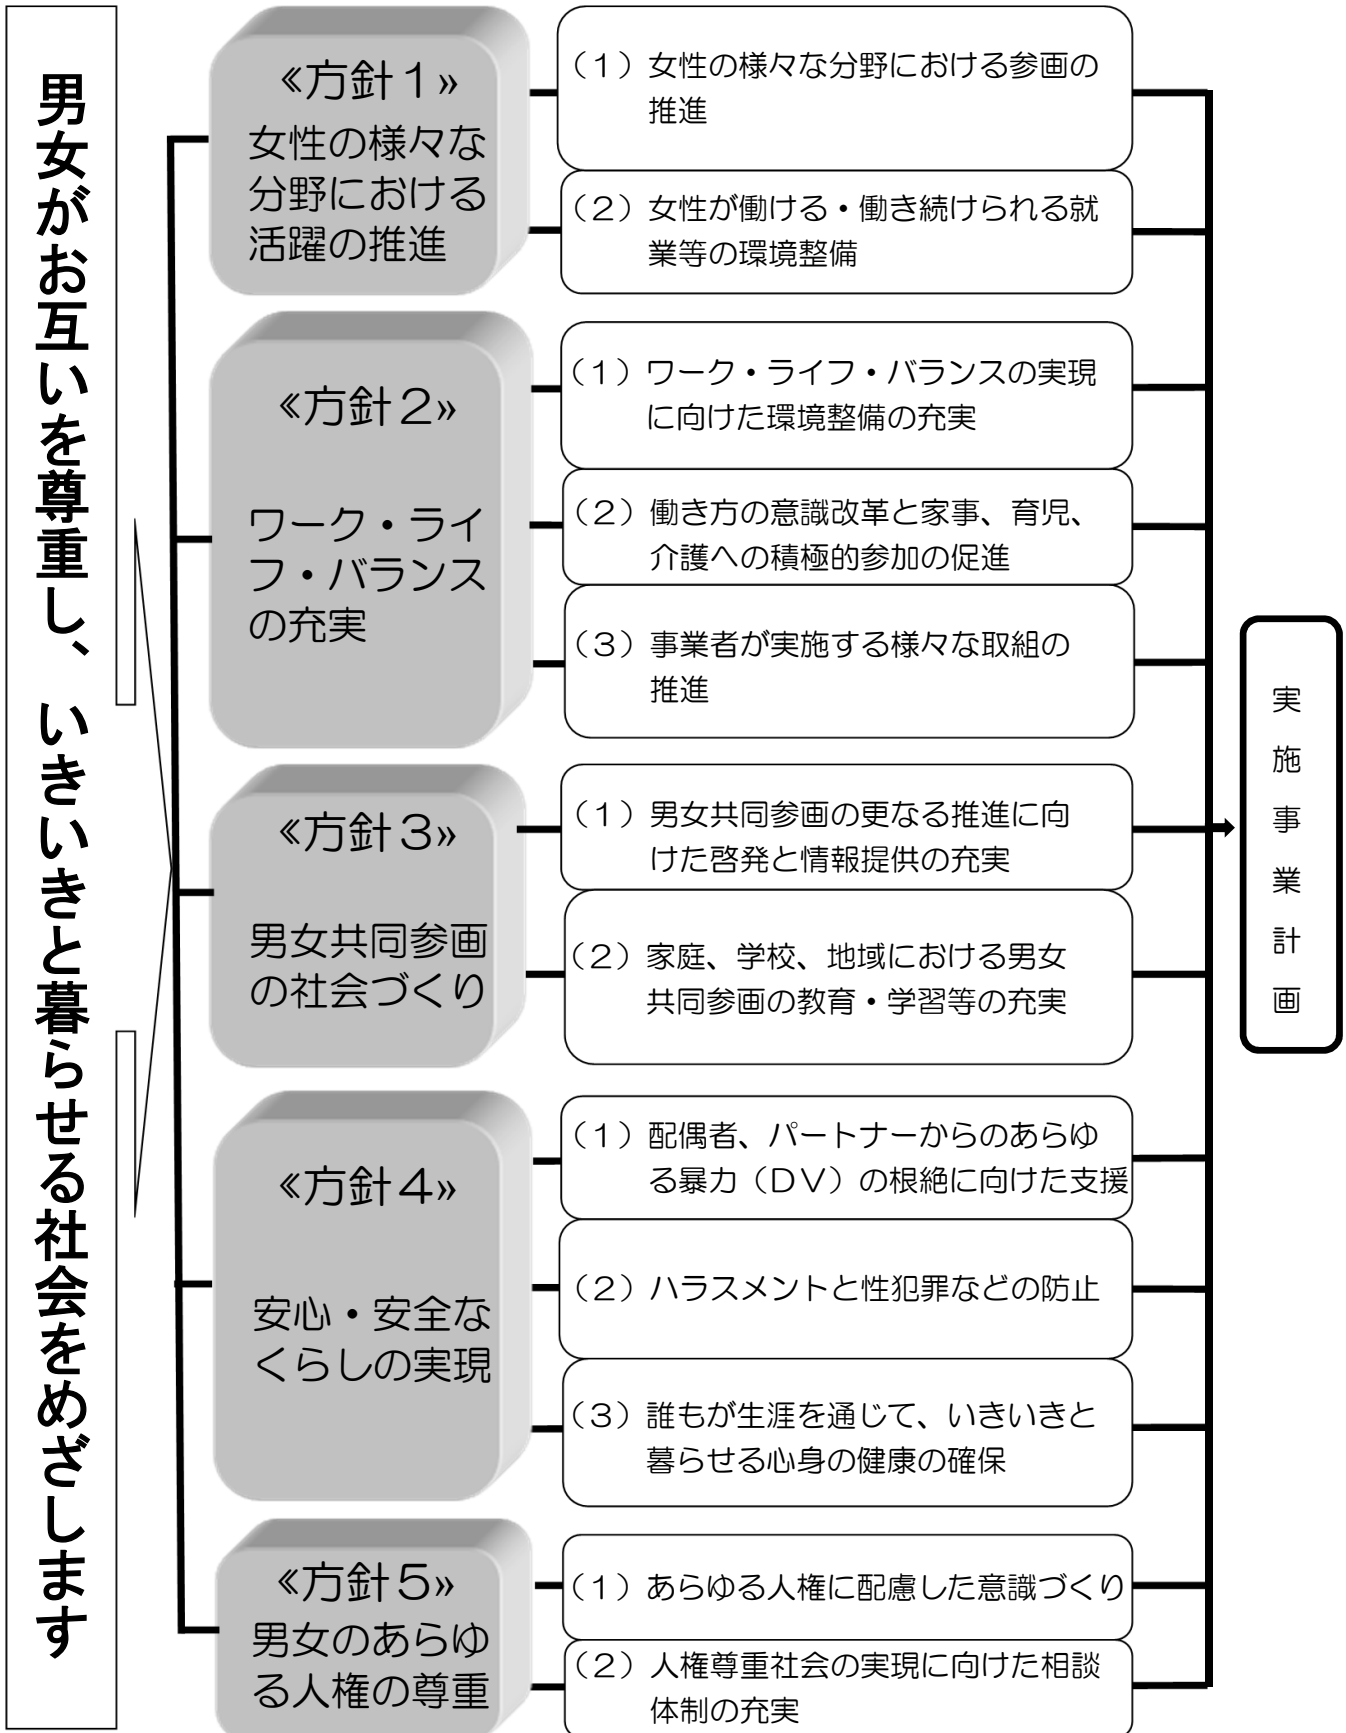 男女がお互いを尊重し、いきいきと暮らせる社会をめざします
≪方針１≫
女性の様々な
分野における
活躍の推進
（１）女性の様々な分野における参画の
推進
（２）女性が働ける・働き続けられる就
業等の環境整備
≪方針２≫
ワーク・ライ
フ・バランス
の充実
（１）ワーク・ライフ・バランスの実現
に向けた環境整備の充実
（２）働き方の意識改革と家事、育児、
介護への積極的参加の促進
（３）事業者が実施する様々な取組の
推進
≪方針３≫
男女共同参画
の社会づくり
（１）男女共同参画の更なる推進に向
けた啓発と情報提供の充実
（２）家庭、学校、地域における男女
共同参画の教育・学習等の充実
≪方針４≫
安心・安全な
くらしの実現
（１）配偶者、パートナーからのあらゆ
る暴力（ＤＶ）の根絶に向けた支援
（２）ハラスメントと性犯罪などの防止
（３）誰もが生涯を通じて、いきいきと
暮らせる心身の健康の確保
≪方針５≫
男女のあらゆ
る人権の尊重
（１）あらゆる人権に配慮した意識づくり
（２）人権尊重社会の実現に向けた相談
体制の充実
実施事業計画